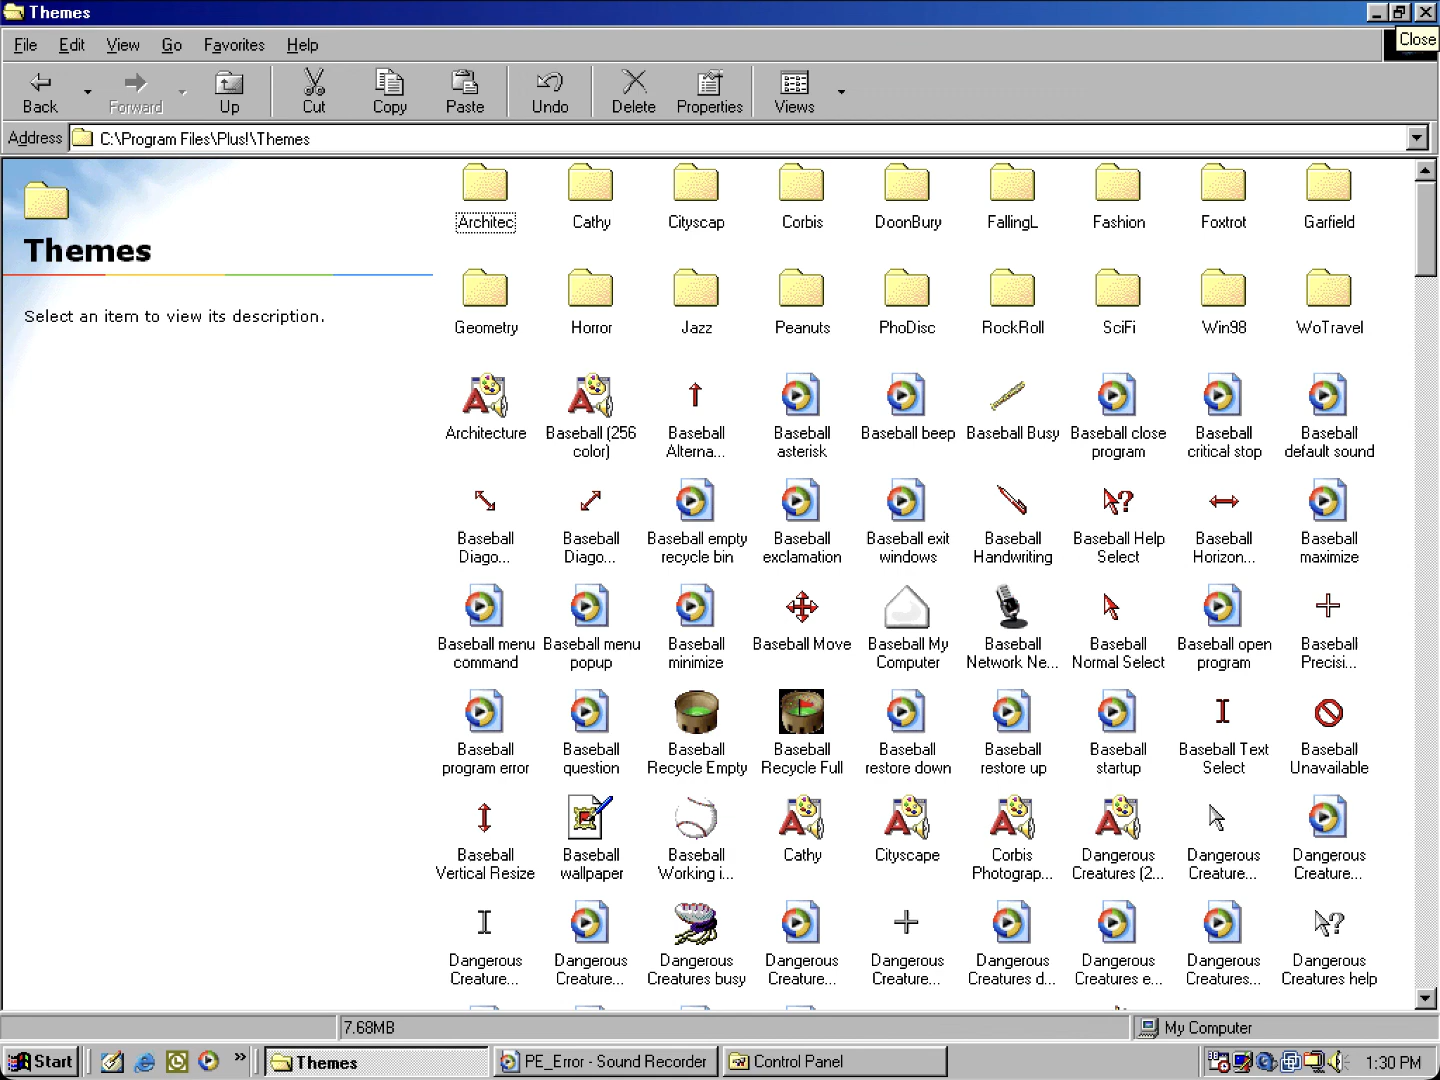 Themes
File Edit View Go Favorites Help
Close
Back Forward Up Cut Copy Paste Undo Delete Properties Views
Address C:\Program Files\Plus!\Themes
Themes
Select an item to view its description.
Architec Cathy Cityscap Corbis DoonBury FallingL Fashion Foxtrot Garfield
Geometry Horror Jazz Peanuts PhoDisc RockRoll SciFi Win98 WoTravel
Architecture Baseball (256 Baseball Baseball Baseball beep Baseball Busy Baseball close Baseball Baseball
color) Alterna... asterisk program critical stop default sound
Baseball Baseball Baseball empty Baseball Baseball exit Baseball Baseball Help Baseball Baseball
Diago... Diago... recycle bin exclamation windows Handwriting Select Horizon... maximize
Baseball menu Baseball menu Baseball Baseball Move Baseball My Baseball Baseball Baseball open Baseball
command popup minimize Computer Network Ne... Normal Select program Precisi...
Baseball Baseball Baseball Baseball Baseball Baseball Baseball Baseball Text Baseball
program error question Recycle Empty Recycle Full restore down restore up startup Select Unavailable
Baseball Baseball Baseball Cathy Cityscape Corbis Dangerous Dangerous Dangerous
Vertical Resize wallpaper Working i... Photograp... Creatures (2... Creature... Creature...
Dangerous Dangerous Dangerous Dangerous Dangerous Dangerous Dangerous Dangerous Dangerous
Creature... Creature... Creatures busy Creature... Creature... Creatures d... Creatures e... Creatures... Creatures help
7.68MB My Computer
Start Themes PE_Error - Sound Recorder Control Panel 1:30 PM